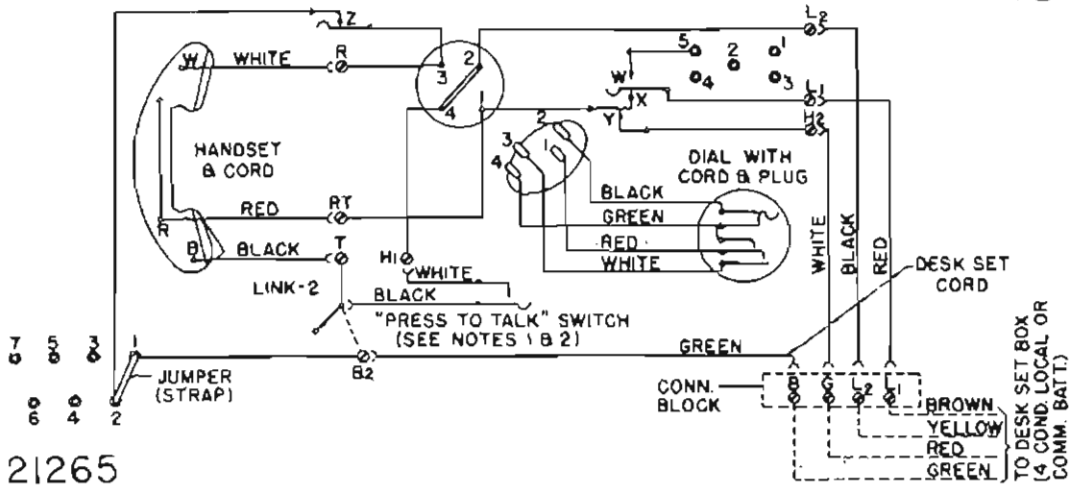 Z
L2
W
WHITE
R
3
2
5
1
2
4
3
W
X
L1
4
1
Y
H2
HANDSET
& CORD
3
2
4
1
DIAL WITH
CORD & PLUG
BLACK
GREEN
RED
WHITE
R
RED
RT
B
BLACK
T
H1
WHITE
LINK-2
BLACK
"PRESS TO TALK" SWITCH
(SEE NOTES 1 & 2)
WHITE
BLACK
RED
DESK SET
CORD
7
5
3
1
B2
GREEN
JUMPER
(STRAP)
6
4
2
CONN.
BLOCK
B
G
L2
L1
BROWN
YELLOW
RED
GREEN
TO DESK SET BOX
(4 COND. LOCAL OR
COMM. BATT.)
21265